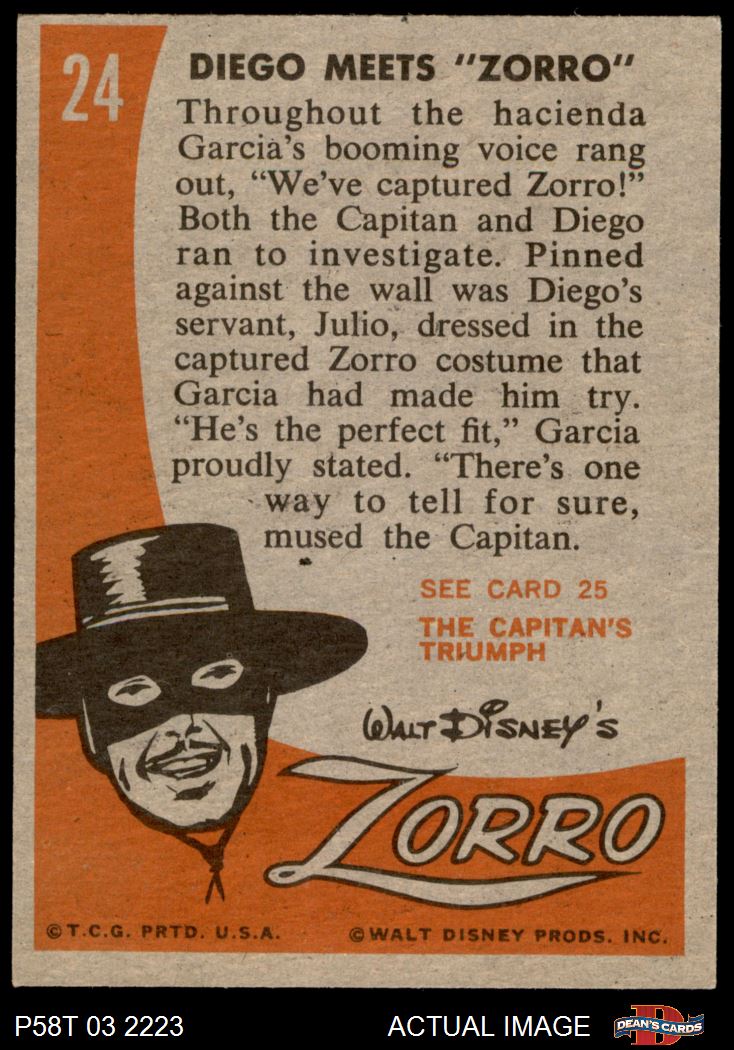 24
DIEGO MEETS "ZORRO"
Throughout the hacienda
Garcia's booming voice rang
out, "We've captured Zorro!"
Both the Capitan and Diego
ran to investigate. Pinned
against the wall was Diego's
servant, Julio, dressed in the
captured Zorro costume that
Garcia had made him try.
"He's the perfect fit," Garcia
proudly stated. "There's one
way to tell for sure,
mused the Capitan.
SEE CARD 25
THE CAPITAN'S
TRIUMPH
WALT DISNEY'S
ZORRO
©T.C.G. PRTD. U.S.A.
©WALT DISNEY PRODS. INC.
P58T 03 2223
ACTUAL IMAGE
D
DEAN'S CARDS